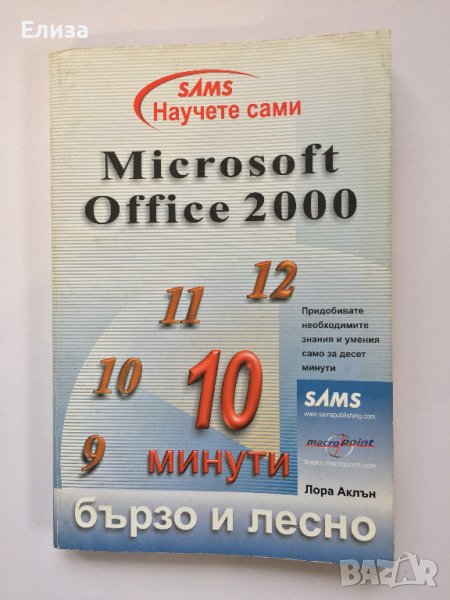 Елиза
SAMS
Научете сами
Microsoft
Office 2000
12
11
10
10
9
минути
Придобивате
необходимите
знания и умения
само за десет
минути
SAMS
www.samspublishing.com
macropoint
books.macropoint.com
Лора Аклън
бързо и лесно
BAZAR